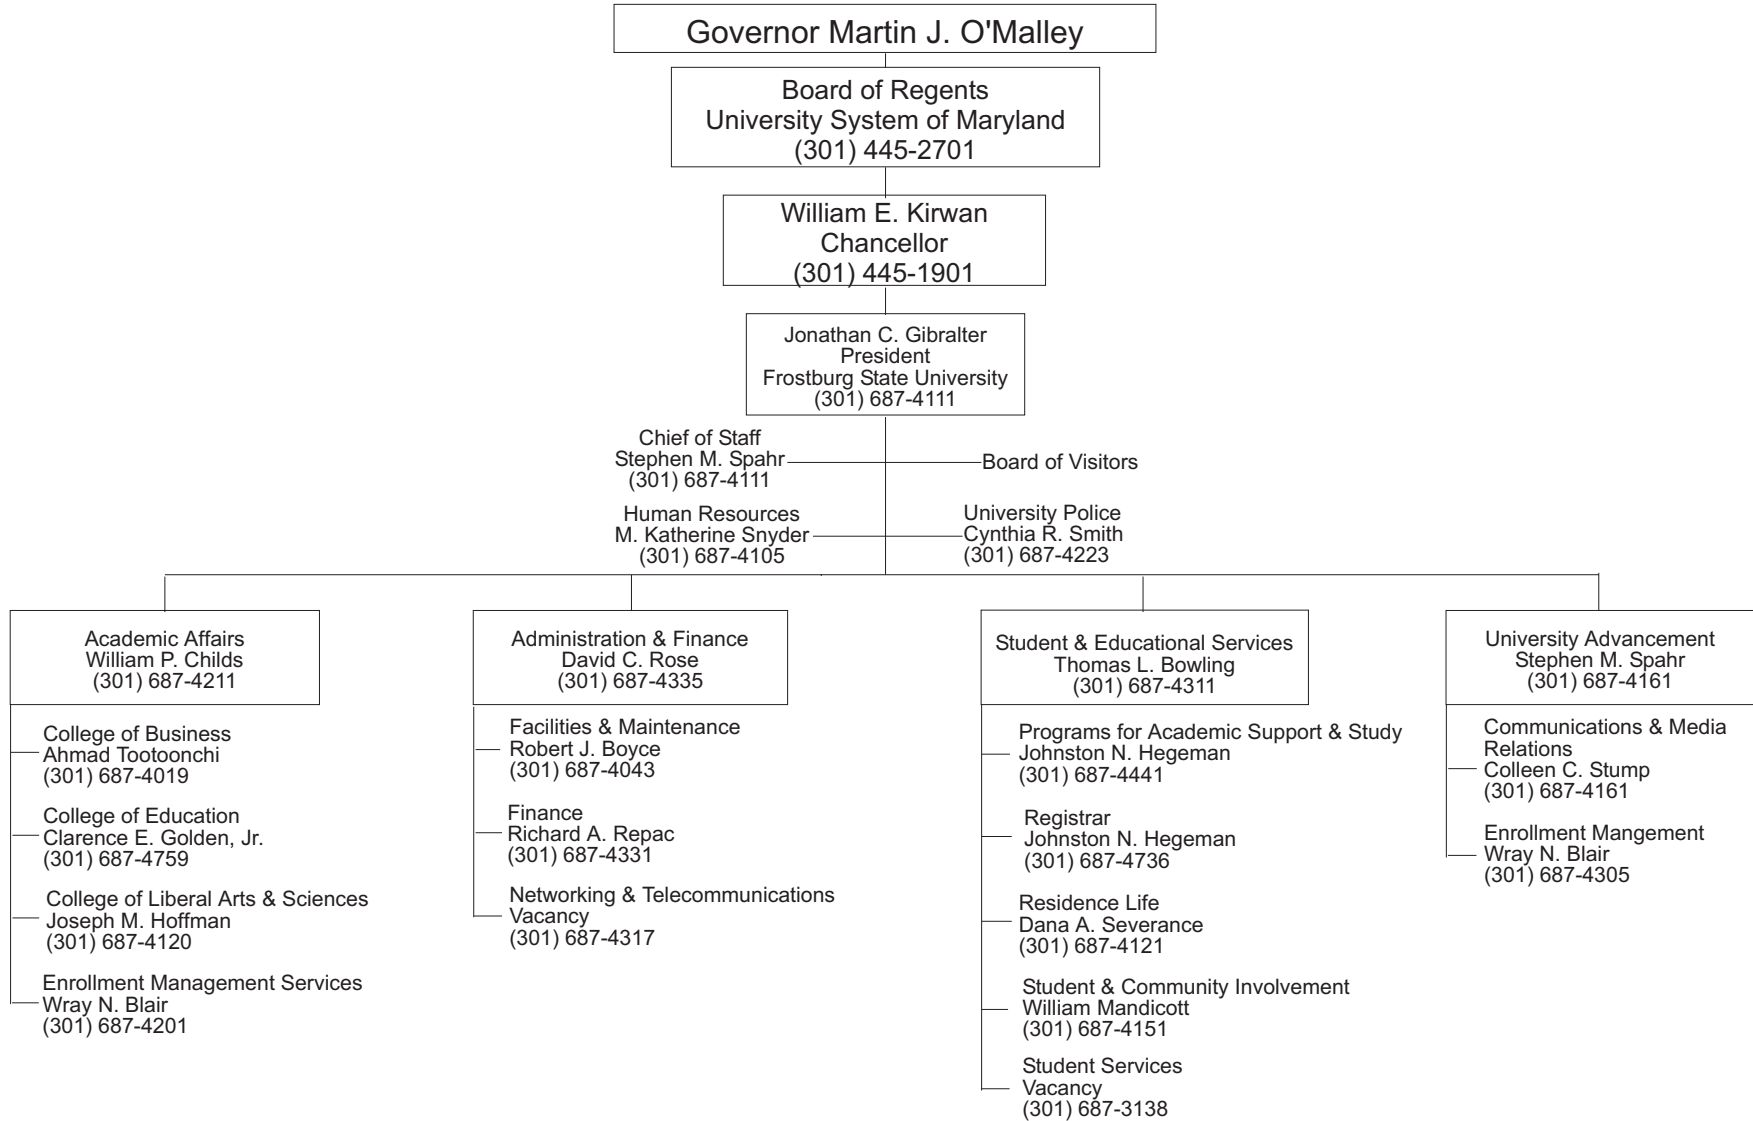 Governor Martin J. O'Malley
Board of Regents
University System of Maryland
(301) 445-2701
William E. Kirwan
Chancellor
(301) 445-1901
Jonathan C. Gibralter
President
Frostburg State University
(301) 687-4111
Chief of Staff
Stephen M. Spahr
(301) 687-4111
Board of Visitors
Human Resources
M. Katherine Snyder
(301) 687-4105
University Police
Cynthia R. Smith
(301) 687-4223
Academic Affairs
William P. Childs
(301) 687-4211
College of Business
Ahmad Tootoonchi
(301) 687-4019
College of Education
Clarence E. Golden, Jr.
(301) 687-4759
College of Liberal Arts & Sciences
Joseph M. Hoffman
(301) 687-4120
Enrollment Management Services
Wray N. Blair
(301) 687-4201
Administration & Finance
David C. Rose
(301) 687-4335
Facilities & Maintenance
Robert J. Boyce
(301) 687-4043
Finance
Richard A. Repac
(301) 687-4331
Networking & Telecommunications
Vacancy
(301) 687-4317
Student & Educational Services
Thomas L. Bowling
(301) 687-4311
Programs for Academic Support & Study
Johnston N. Hegeman
(301) 687-4441
Registrar
Johnston N. Hegeman
(301) 687-4736
Residence Life
Dana A. Severance
(301) 687-4121
Student & Community Involvement
William Mandicott
(301) 687-4151
Student Services
Vacancy
(301) 687-3138
University Advancement
Stephen M. Spahr
(301) 687-4161
Communications & Media
Relations
Colleen C. Stump
(301) 687-4161
Enrollment Mangement
Wray N. Blair
(301) 687-4305